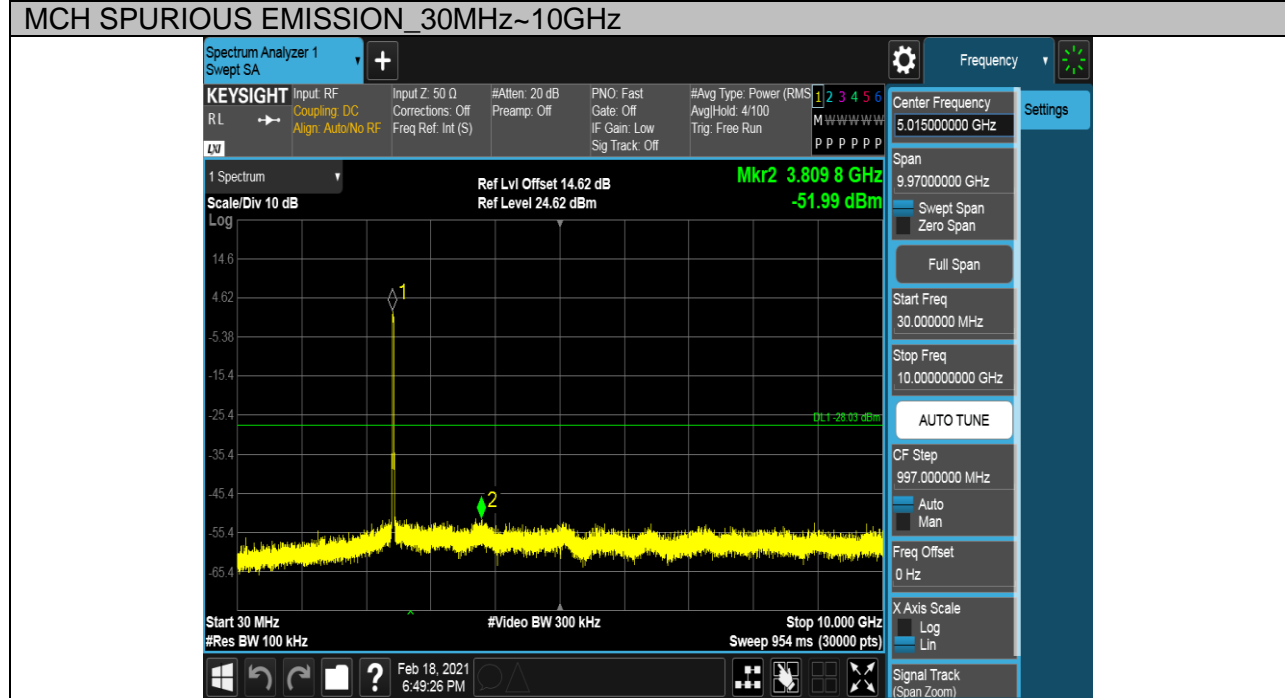 MCH SPURIOUS EMISSION_30MHz~10GHz
Spectrum Analyzer 1
Swept SA
+
Frequency
KEYSIGHT
RL
LXI
Input: RF
Coupling: DC
Align: Auto/No RF
Input Z: 50 Ω
Corrections: Off
Freq Ref: Int (S)
#Atten: 20 dB
Preamp: Off
PNO: Fast
Gate: Off
IF Gain: Low
Sig Track: Off
#Avg Type: Power (RMS
Avg|Hold: 4/100
Trig: Free Run
1 2 3 4 5 6
M W W W W W
P P P P P P
1 Spectrum
Scale/Div 10 dB
Ref Lvl Offset 14.62 dB
Ref Level 24.62 dBm
Mkr2 3.809 8 GHz
-51.99 dBm
Log
14.6
4.62
-5.38
-15.4
-25.4
-35.4
-45.4
-55.4
-65.4
1
2
DL1 -28.03 dBm
Start 30 MHz
#Res BW 100 kHz
#Video BW 300 kHz
Stop 10.000 GHz
Sweep 954 ms (30000 pts)
?
Feb 18, 2021
6:49:26 PM
Center Frequency
5.015000000 GHz
Settings
Span
9.97000000 GHz
Swept Span
Zero Span
Full Span
Start Freq
30.000000 MHz
Stop Freq
10.000000000 GHz
AUTO TUNE
CF Step
997.000000 MHz
Auto
Man
Freq Offset
0 Hz
X Axis Scale
Log
Lin
Signal Track
(Span Zoom)